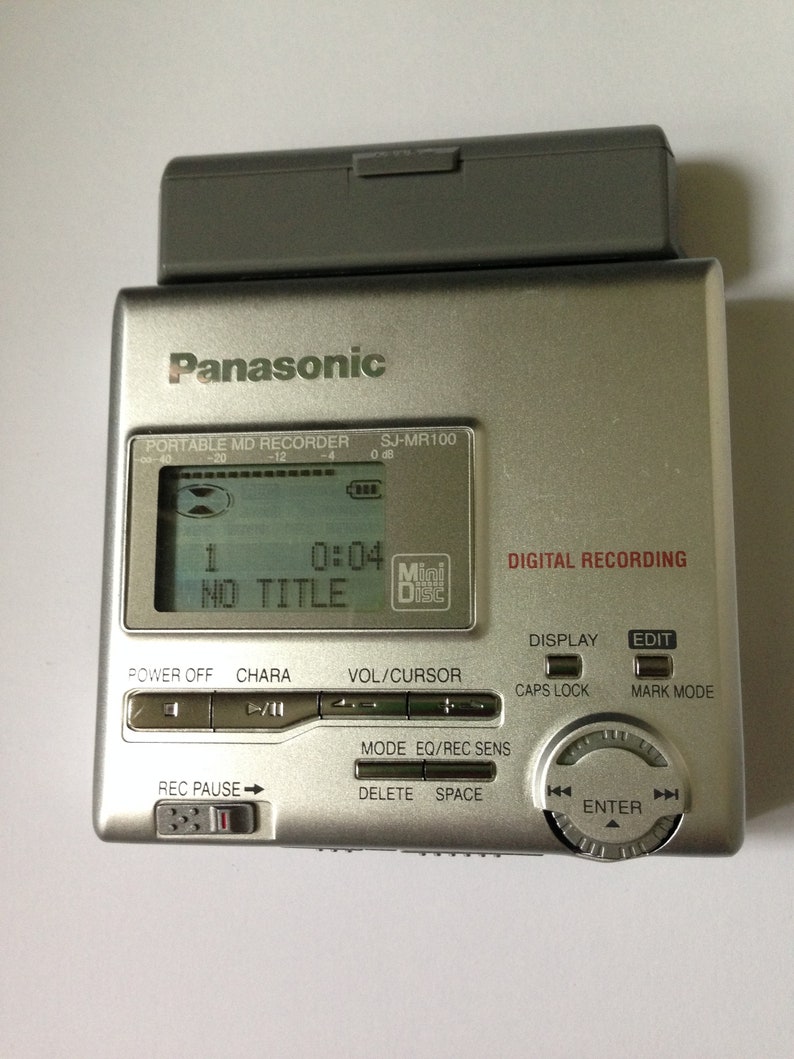 Panasonic
PORTABLE MD RECORDER SJ-MR100
-∞ -40 -20 -12 -4 0 dB
1 0:04
NO TITLE
Mini
Disc
DIGITAL RECORDING
DISPLAY EDIT
CAPS LOCK MARK MODE
POWER OFF CHARA VOL/CURSOR
- +
MODE EQ/REC SENS
DELETE SPACE
REC PAUSE
ENTER